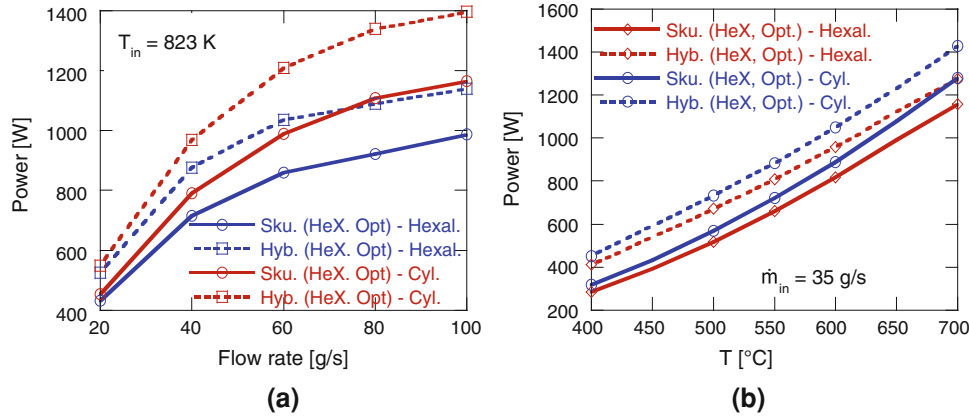 1400
1200
1000
800
600
400
Power [W]
T_in = 823 K
Sku. (HeX. Opt) - Hexal.
Hyb. (HeX. Opt) - Hexal.
Sku. (HeX. Opt) - Cyl.
Hyb. (HeX. Opt) - Cyl.
20 40 60 80 100
Flow rate [g/s]
(a)
1600
1400
1200
1000
800
600
400
200
Power [W]
Sku. (HeX, Opt.) - Hexal.
Hyb. (HeX, Opt.) - Hexal.
Sku. (HeX, Opt.) - Cyl.
Hyb. (HeX, Opt.) - Cyl.
ṁ_in = 35 g/s
400 450 500 550 600 650 700
T [°C]
(b)